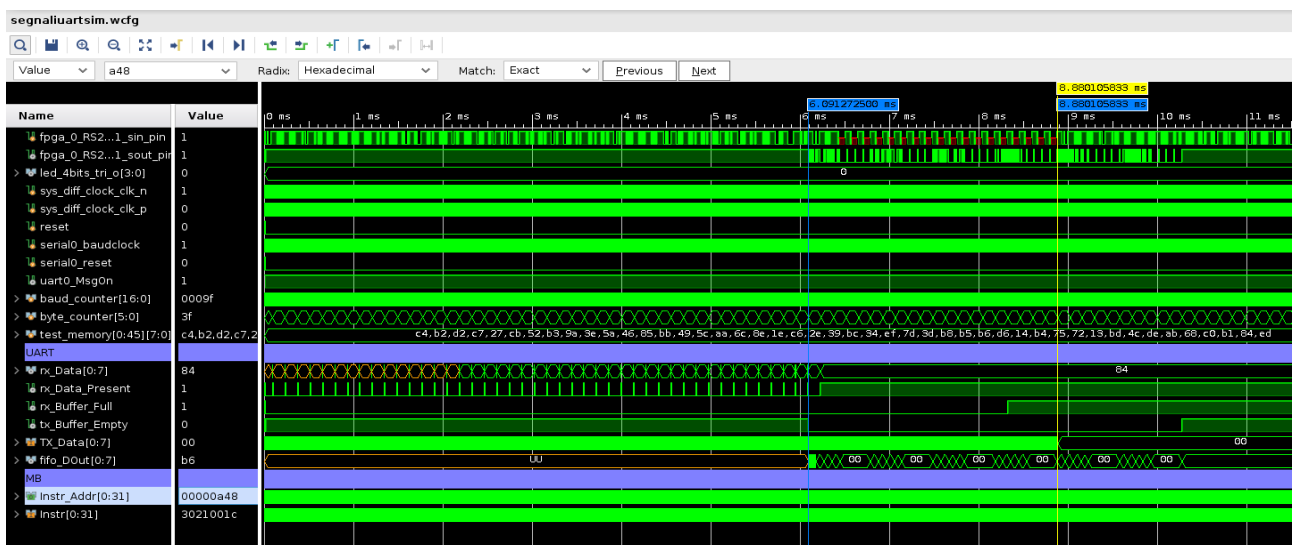 segnaliuartsim.wcfg
Value a48 Radix: Hexadecimal Match: Exact Previous Next
8.880105833 ms
6.091272500 ms 8.880105833 ms
Name Value 0 ms 1 ms 2 ms 3 ms 4 ms 5 ms 6 ms 7 ms 8 ms 9 ms 10 ms 11 ms
fpga_0_RS2...1_sin_pin 1
fpga_0_RS2...1_sout_pin 1
led_4bits_tri_o[3:0] 0 0
sys_diff_clock_clk_n 1
sys_diff_clock_clk_p 0
reset 0
serial0_baudclock 1
serial0_reset 0
uart0_MsgOn 1
baud_counter[16:0] 0009f
byte_counter[5:0] 3f
test_memory[0:45][7:0] c4,b2,d2,c7,2 c4,b2,d2,c7,27,cb,52,b3,9a,3e,5a,46,85,bb,49,5c,aa,6c,8e,1e,c6,2e,39,bc,34,ef,7d,3d,b8,b5,b6,d6,14,b4,75,72,13,bd,4c,de,ab,68,c0,b1,84,ed
UART
rx_Data[0:7] 84 84
rx_Data_Present 1
rx_Buffer_Full 1
tx_Buffer_Empty 0
TX_Data[0:7] 00 00
fifo_DOut[0:7] b6 UU 00 00 00 00 00 00
MB
Instr_Addr[0:31] 00000a48
Instr[0:31] 3021001c